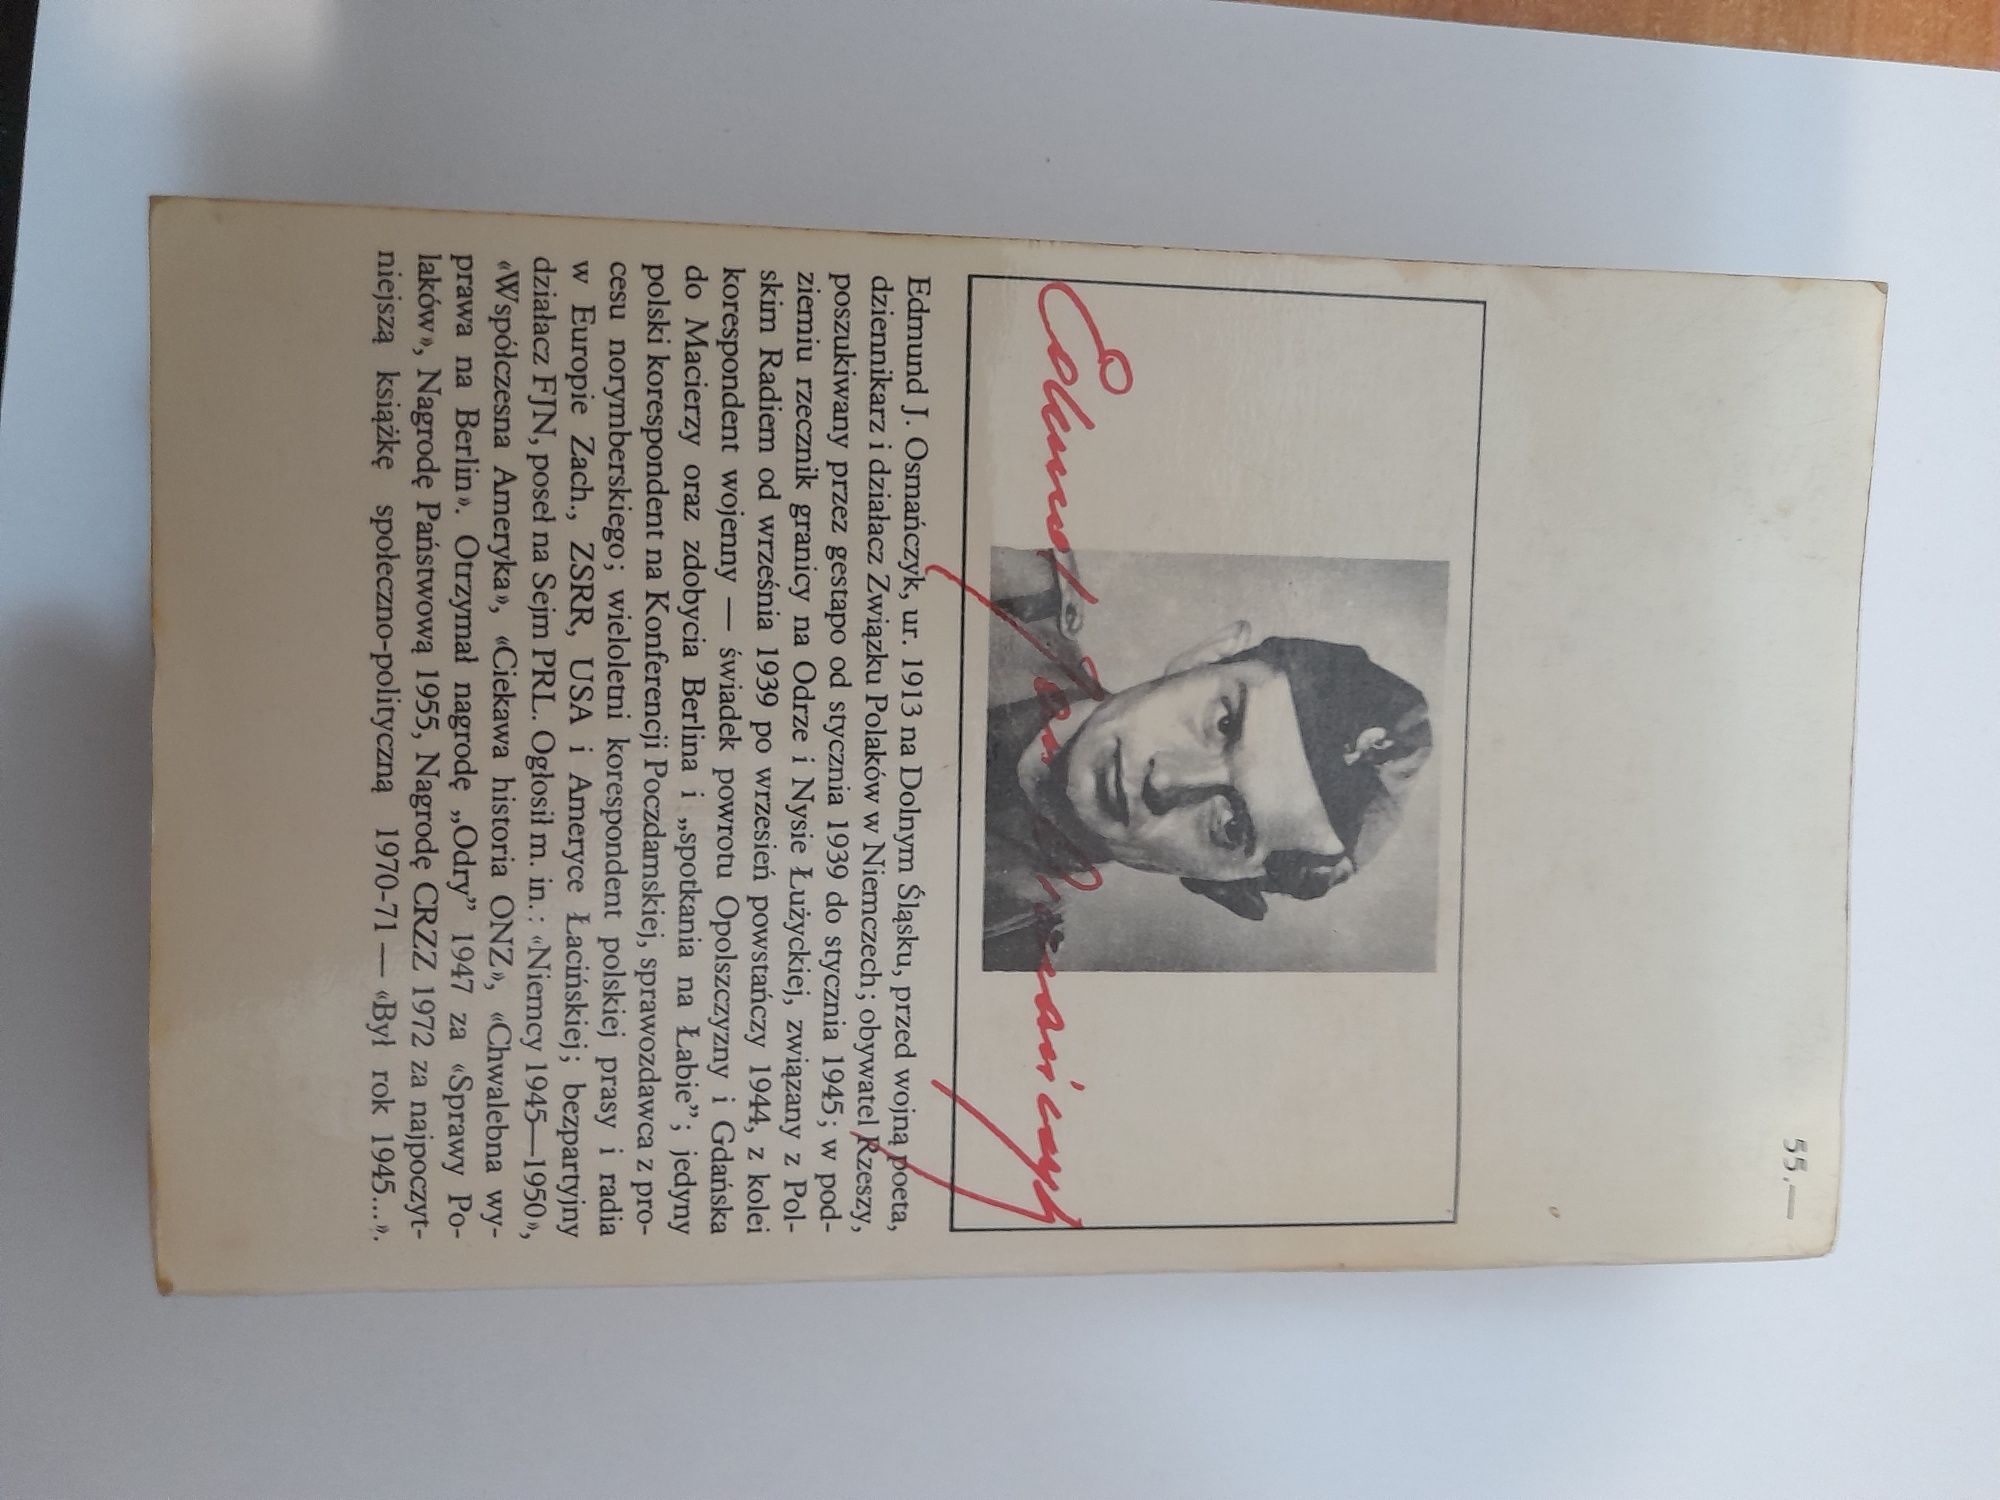 55,—
Edmund Jan Osmańczyk
Edmund J. Osmańczyk, ur. 1913 na Dolnym Śląsku, przed wojną poeta,
dziennikarz i działacz Związku Polaków w Niemczech; obywatel Rzeszy,
poszukiwany przez gestapo od stycznia 1939 do stycznia 1945; w pod-
ziemiu rzecznik granicy na Odrze i Nysie Łużyckiej, związany z Pol-
skim Radiem od września 1939 po wrzesień powstańczy 1944, z kolei
korespondent wojenny — świadek powrotu Opolszczyzny i Gdańska
do Macierzy oraz zdobycia Berlina i „spotkania na Łabie”; jedyny
polski korespondent na Konferencji Poczdamskiej, sprawozdawca z pro-
cesu norymberskiego; wieloletni korespondent polskiej prasy i radia
w Europie Zach., ZSRR, USA i Ameryce Łacińskiej; bezpartyjny
działacz FJN, poseł na Sejm PRL. Ogłosił m. in.: «Niemcy 1945—1950»,
«Współczesna Ameryka», «Ciekawa historia ONZ», «Chwalebna wy-
prawa na Berlin». Otrzymał nagrodę „Odry” 1947 za «Sprawy Po-
laków», Nagrodę Państwową 1955, Nagrodę CRZZ 1972 za najpoczyt-
niejszą książkę społeczno-polityczną 1970-71 — «Był rok 1945...».